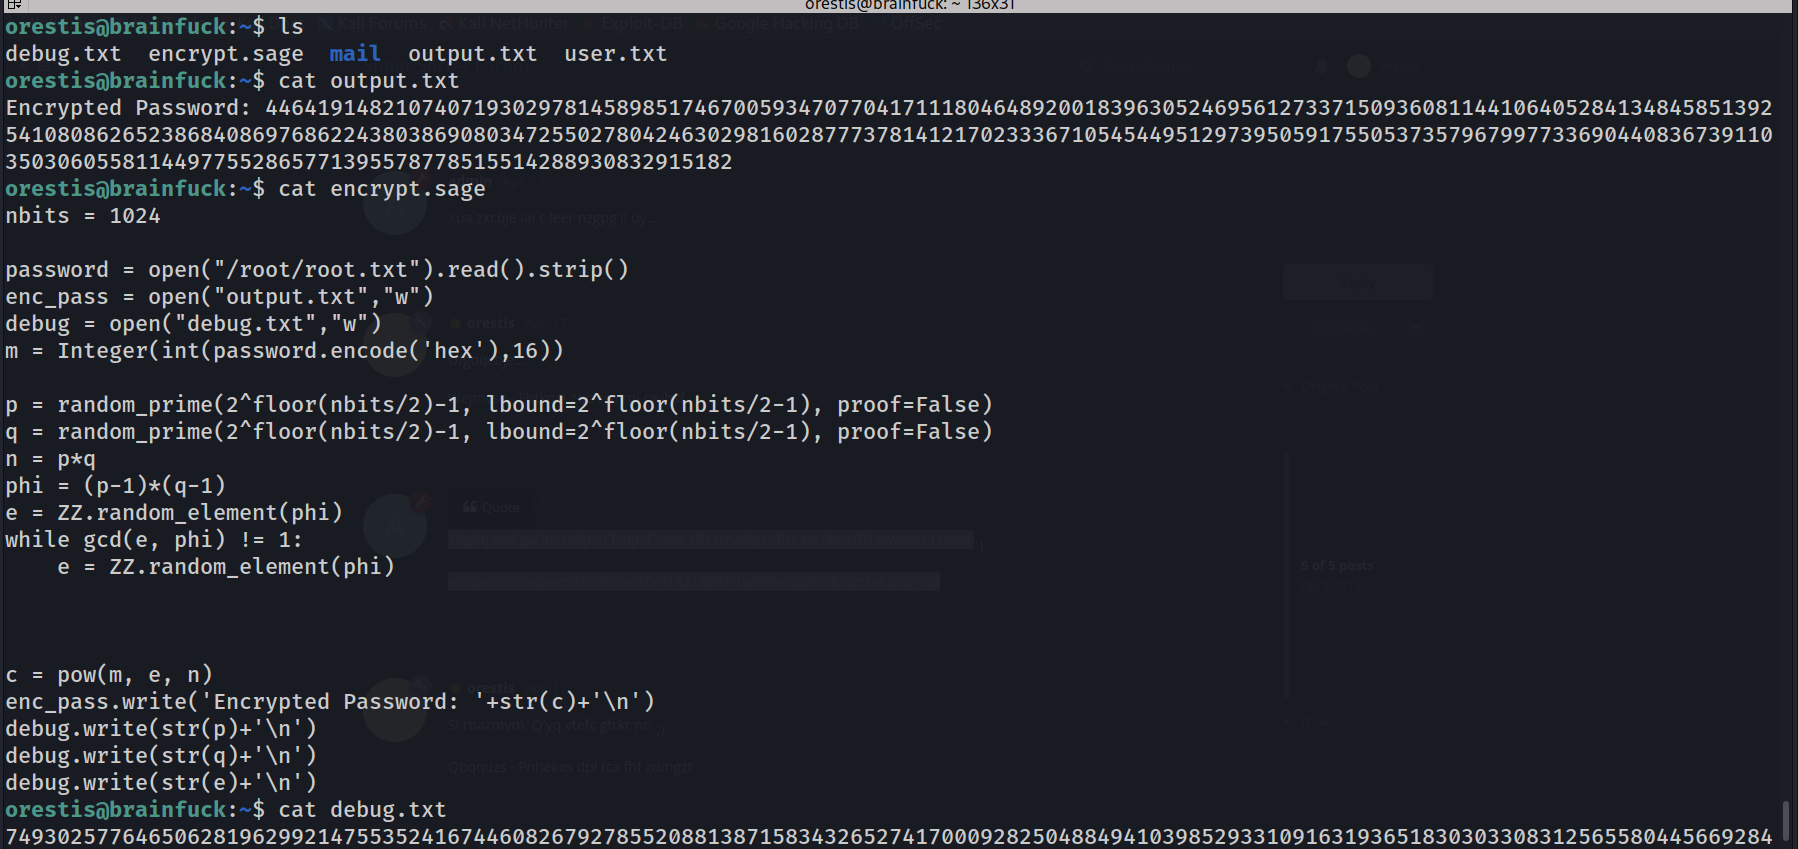 orestis@brainfuck: ~ 136x31
orestis@brainfuck:~$ ls
debug.txt  encrypt.sage  mail  output.txt  user.txt
orestis@brainfuck:~$ cat output.txt
Encrypted Password: 44641914821074071930297814589851746700593470770417111804648920018396305246956127337150936081144106405284134845851392
5410808626523868408697686224380386908034725502780424630298160287773781412170233367105454495129739505917550537357967997733690440836739110
35030605581144977552865771395578778515514288930832915182
orestis@brainfuck:~$ cat encrypt.sage
nbits = 1024
password = open("/root/root.txt").read().strip()
enc_pass = open("output.txt","w")
debug = open("debug.txt","w")
m = Integer(int(password.encode('hex'),16))
p = random_prime(2^floor(nbits/2)-1, lbound=2^floor(nbits/2-1), proof=False)
q = random_prime(2^floor(nbits/2)-1, lbound=2^floor(nbits/2-1), proof=False)
n = p*q
phi = (p-1)*(q-1)
e = ZZ.random_element(phi)
while gcd(e, phi) != 1:
    e = ZZ.random_element(phi)
c = pow(m, e, n)
enc_pass.write('Encrypted Password: '+str(c)+'\n')
debug.write(str(p)+'\n')
debug.write(str(q)+'\n')
debug.write(str(e)+'\n')
orestis@brainfuck:~$ cat debug.txt
7493025776465062819629921475535241674460826792785520881387158343265274170009282504884941039852933109163193651830303308312565580445669284